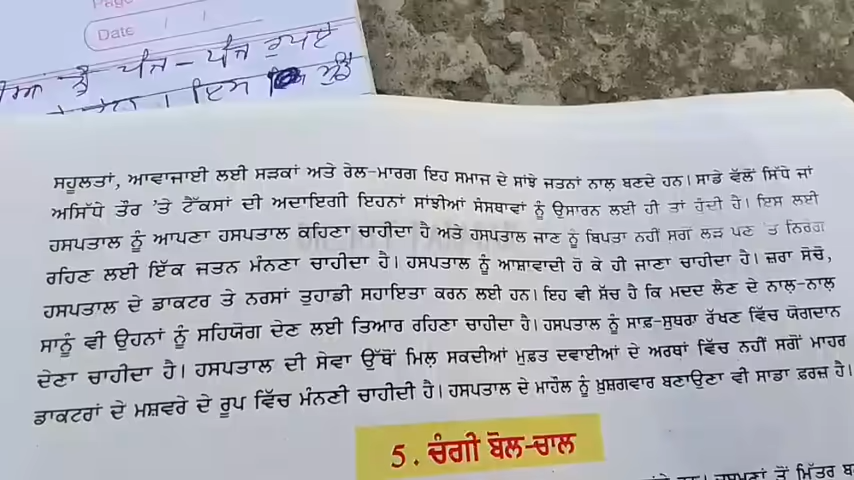 Date
ਪੰਜ - ਪੰਜ ਰੁਪਏ
ਸਹੂਲਤਾਂ, ਆਵਾਜਾਈ ਲਈ ਸੜਕਾਂ ਅਤੇ ਰੇਲ-ਮਾਰਗ ਇਹ ਸਮਾਜ ਦੇ ਸਾਂਝੇ ਜਤਨਾਂ ਨਾਲ਼ ਬਣਦੇ ਹਨ। ਸਾਡੇ ਵੱਲੋਂ ਸਿੱਧੇ ਜਾਂ
ਅਸਿੱਧੇ ਤੌਰ 'ਤੇ ਟੈਕਸਾਂ ਦੀ ਅਦਾਇਗੀ ਇਹਨਾਂ ਸਾਂਝੀਆਂ ਸੰਸਥਾਵਾਂ ਨੂੰ ਉਸਾਰਨ ਲਈ ਹੀ ਤਾਂ ਹੁੰਦੀ ਹੈ। ਇਸ ਲਈ
ਹਸਪਤਾਲ ਨੂੰ ਆਪਣਾ ਹਸਪਤਾਲ ਕਹਿਣਾ ਚਾਹੀਦਾ ਹੈ ਅਤੇ ਹਸਪਤਾਲ ਜਾਣ ਨੂੰ ਬਿਪਤਾ ਨਹੀਂ ਸਗੋਂ ਲੜ ਪਣ 'ਤ ਨਿਰੋਗ
ਰਹਿਣ ਲਈ ਇੱਕ ਜਤਨ ਮੰਨਣਾ ਚਾਹੀਦਾ ਹੈ। ਹਸਪਤਾਲ ਨੂੰ ਆਸ਼ਾਵਾਦੀ ਹੋ ਕੇ ਹੀ ਜਾਣਾ ਚਾਹੀਦਾ ਹੈ। ਜ਼ਰਾ ਸੋਚੋ,
ਹਸਪਤਾਲ ਦੇ ਡਾਕਟਰ ਤੇ ਨਰਸਾਂ ਤੁਹਾਡੀ ਸਹਾਇਤਾ ਕਰਨ ਲਈ ਹਨ। ਇਹ ਵੀ ਸੱਚ ਹੈ ਕਿ ਮਦਦ ਲੈਣ ਦੇ ਨਾਲ਼-ਨਾਲ਼
ਸਾਨੂੰ ਵੀ ਉਹਨਾਂ ਨੂੰ ਸਹਿਯੋਗ ਦੇਣ ਲਈ ਤਿਆਰ ਰਹਿਣਾ ਚਾਹੀਦਾ ਹੈ। ਹਸਪਤਾਲ ਨੂੰ ਸਾਫ਼-ਸੁਥਰਾ ਰੱਖਣ ਵਿੱਚ ਯੋਗਦਾਨ
ਦੇਣਾ ਚਾਹੀਦਾ ਹੈ। ਹਸਪਤਾਲ ਦੀ ਸੇਵਾ ਉੱਥੋਂ ਮਿਲ਼ ਸਕਦੀਆਂ ਮੁਫ਼ਤ ਦਵਾਈਆਂ ਦੇ ਅਰਥਾਂ ਵਿੱਚ ਨਹੀਂ ਸਗੋਂ ਮਾਹਰ
ਡਾਕਟਰਾਂ ਦੇ ਮਸ਼ਵਰੇ ਦੇ ਰੂਪ ਵਿੱਚ ਮੰਨਣੀ ਚਾਹੀਦੀ ਹੈ। ਹਸਪਤਾਲ ਦੇ ਮਾਹੌਲ ਨੂੰ ਖ਼ੁਸ਼ਗਵਾਰ ਬਣਾਉਣਾ ਵੀ ਸਾਡਾ ਫ਼ਰਜ਼ ਹੈ।
5. ਚੰਗੀ ਬੋਲ-ਚਾਲ
ਤੋਂ ਮਿੱਤਰ